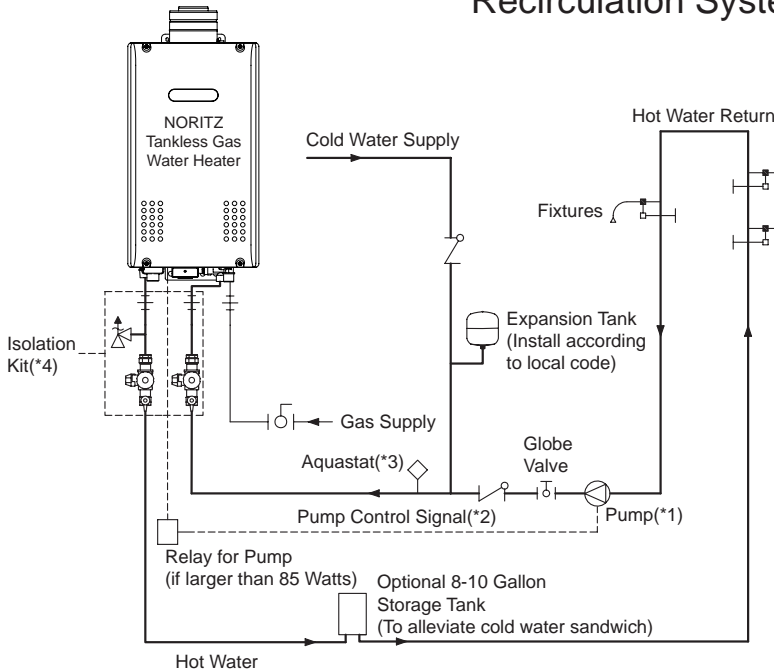 Recirculation Syste
NORITZ
Tankless Gas
Water Heater
Cold Water Supply
Hot Water Return
Fixtures
Expansion Tank
(Install according
to local code)
Isolation
Kit(*4)
Gas Supply
Globe
Valve
Aquastat(*3)
Pump Control Signal(*2)
Pump(*1)
Relay for Pump
(if larger than 85 Watts)
Optional 8-10 Gallon
Storage Tank
(To alleviate cold water sandwich)
Hot Water